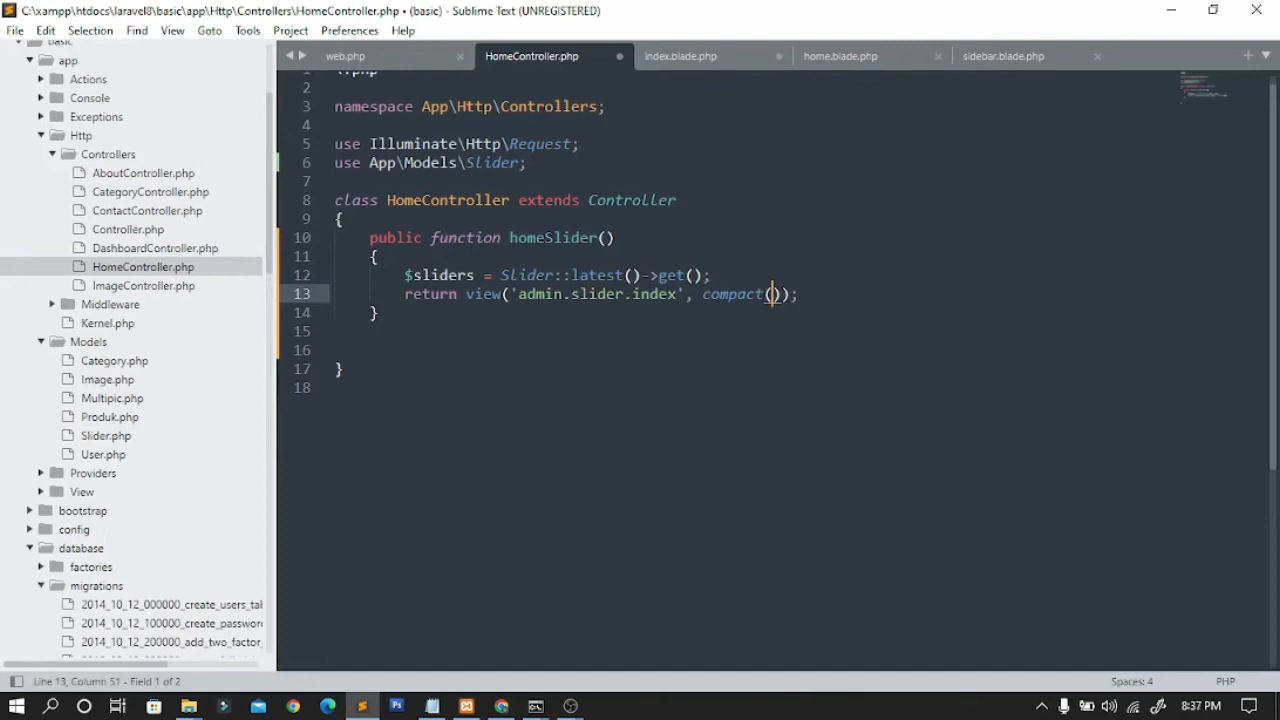 C:\xampp\htdocs\laravel8\basic\app\Http\Controllers\HomeController.php • (basic) - Sublime Text (UNREGISTERED)
File Edit Selection Find View Goto Tools Project Preferences Help
basic
app
Actions
Console
Exceptions
Http
Controllers
AboutController.php
CategoryController.php
ContactController.php
Controller.php
DashboardController.php
HomeController.php
ImageController.php
Middleware
Kernel.php
Models
Category.php
Image.php
Multipic.php
Produk.php
Slider.php
User.php
Providers
View
bootstrap
config
database
factories
migrations
2014_10_12_000000_create_users_tal
2014_10_12_100000_create_password
2014_10_12_200000_add_two_factor_
web.php HomeController.php index.blade.php home.blade.php sidebar.blade.php
1 <?php
2
3 namespace App\Http\Controllers;
4
5 use Illuminate\Http\Request;
6 use App\Models\Slider;
7
8 class HomeController extends Controller
9 {
10 public function homeSlider()
11 {
12 $sliders = Slider::latest()->get();
13 return view('admin.slider.index', compact());
14 }
15
16
17 }
18
Line 13, Column 51 - Field 1 of 2 Spaces: 4 PHP
8:37 PM